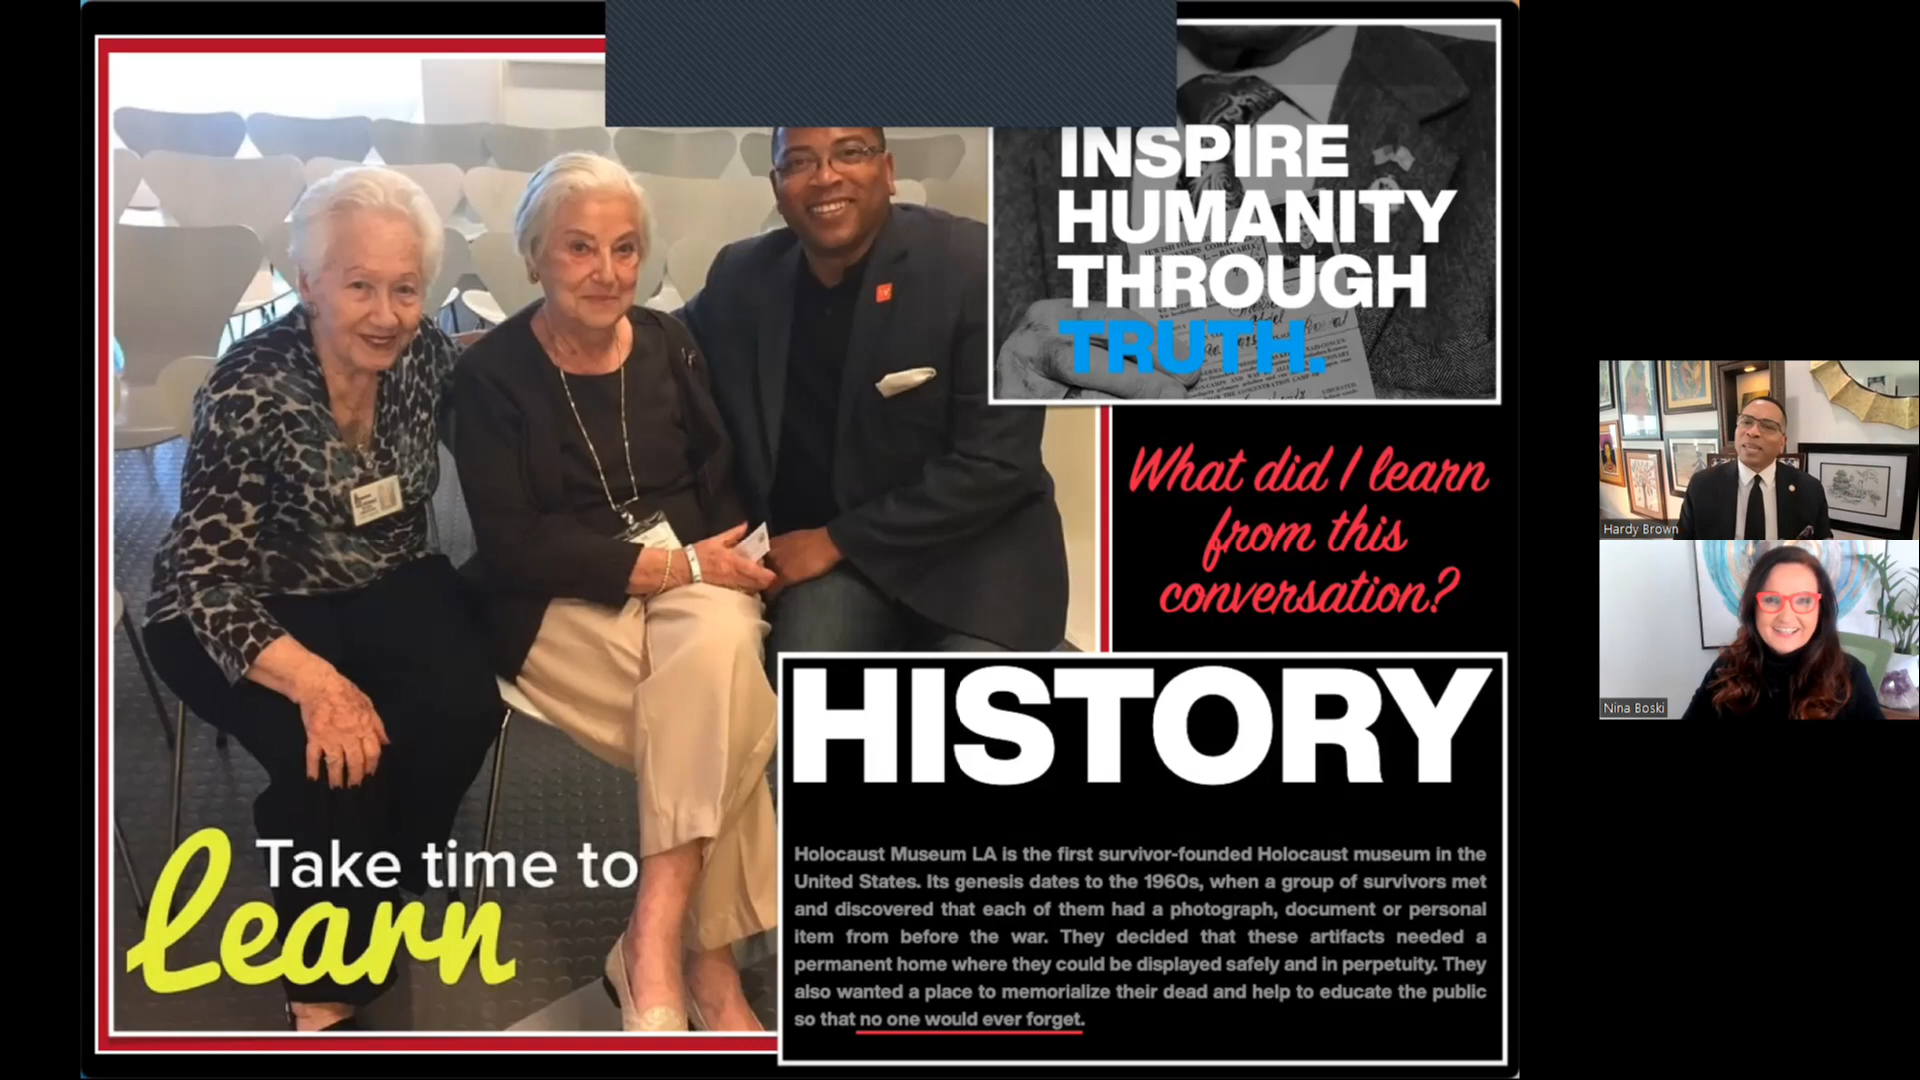 INSPIRE
HUMANITY
THROUGH
TRUTH.
What did I learn
from this
conversation?
Take time to
Learn
HISTORY
Holocaust Museum LA is the first survivor-founded Holocaust museum in the
United States. Its genesis dates to the 1960s, when a group of survivors met
and discovered that each of them had a photograph, document or personal
item from before the war. They decided that these artifacts needed a
permanent home where they could be displayed safely and in perpetuity. They
also wanted a place to memorialize their dead and help to educate the public
so that no one would ever forget.
Hardy Brown
Nina Boski